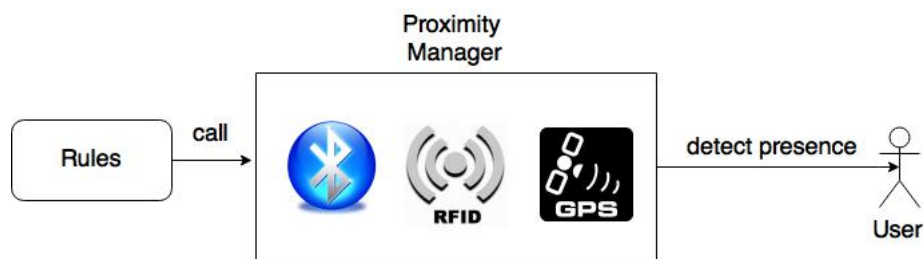 Proximity
Manager
Rules
call
RFID
GPS
detect presence
User